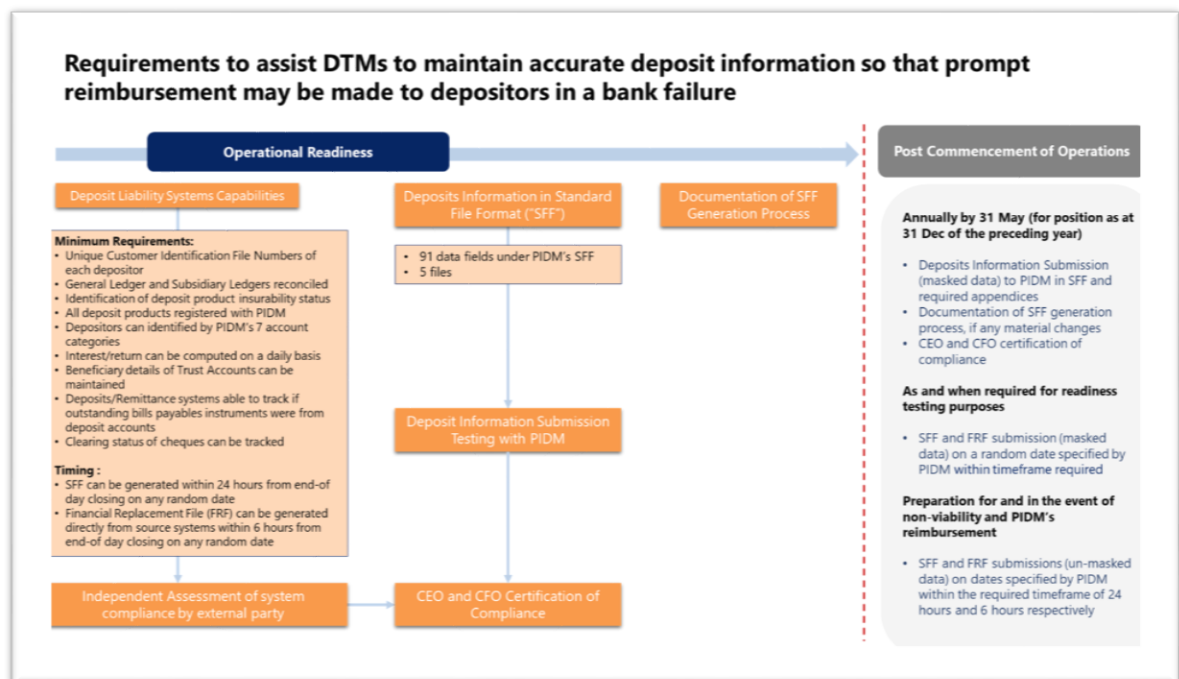 Requirements to assist DTMs to maintain accurate deposit information so that prompt
reimbursement may be made to depositors in a bank failure
Operational Readiness
Deposit Liability Systems Capabilities
Minimum Requirements:
• Unique Customer Identification File Numbers of
each depositor
• General Ledger and Subsidiary Ledgers reconciled
• Identification of deposit product insurability status
• All deposit products registered with PIDM
• Depositors can identified by PIDM's 7 account
categories
• Interest/return can be computed on a daily basis
• Beneficiary details of Trust Accounts can be
maintained
• Deposits/Remittance systems able to track if
outstanding bills payables instruments were from
deposit accounts
• Clearing status of cheques can be tracked
Timing :
• SFF can be generated within 24 hours from end-of
day closing on any random date
• Financial Replacement File (FRF) can be generated
directly from source systems within 6 hours from
end-of day closing on any random date
Independent Assessment of system
compliance by external party
Deposits Information in Standard
File Format ("SFF")
• 91 data fields under PIDM's SFF
• 5 files
Deposit Information Submission
Testing with PIDM
CEO and CFO Certification of
Compliance
Documentation of SFF
Generation Process
Post Commencement of Operations
Annually by 31 May (for position as at
31 Dec of the preceding year)
• Deposits Information Submission
(masked data) to PIDM in SFF and
required appendices
• Documentation of SFF generation
process, if any material changes
• CEO and CFO certification of
compliance
As and when required for readiness
testing purposes
• SFF and FRF submission (masked
data) on a random date specified by
PIDM within timeframe required
Preparation for and in the event of
non-viability and PIDM's
reimbursement
• SFF and FRF submissions (un-masked
data) on dates specified by PIDM
within the required timeframe of 24
hours and 6 hours respectively